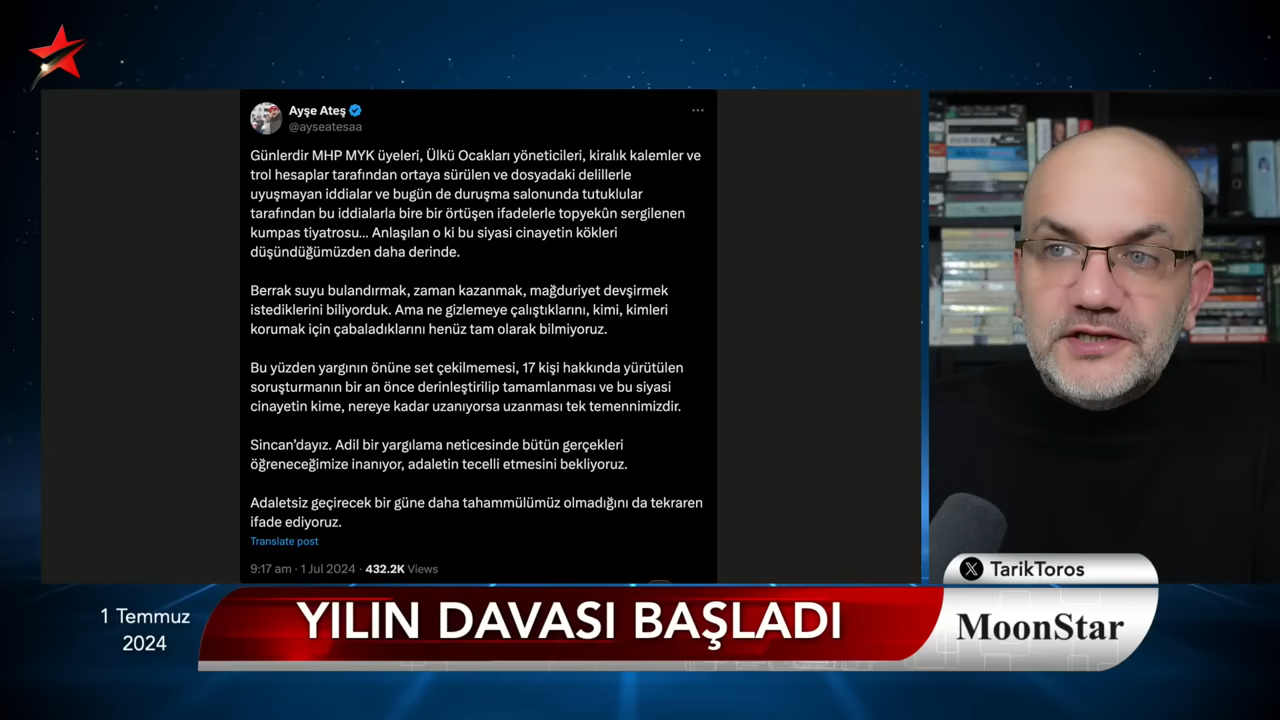 Ayşe Ateş
@ayseatesaa
Günlerdir MHP MYK üyeleri, Ülkü Ocakları yöneticileri, kiralık kalemler ve
trol hesaplar tarafından ortaya sürülen ve dosyadaki delillerle
uyuşmayan iddialar ve bugün de duruşma salonunda tutuklular
tarafından bu iddialarla bire bir örtüşen ifadelerle topyekûn sergilenen
kumpas tiyatrosu... Anlaşılan o ki bu siyasi cinayetin kökleri
düşündüğümüzden daha derinde.
Berrak suyu bulandırmak, zaman kazanmak, mağduriyet devşirmek
istediklerini biliyorduk. Ama ne gizlemeye çalıştıklarını, kimi, kimleri
korumak için çabaladıklarını henüz tam olarak bilmiyoruz.
Bu yüzden yargının önüne set çekilmemesi, 17 kişi hakkında yürütülen
soruşturmanın bir an önce derinleştirilip tamamlanması ve bu siyasi
cinayetin kime, nereye kadar uzanıyorsa uzanması tek temennimizdir.
Sincan’dayız. Adil bir yargılama neticesinde bütün gerçekleri
öğreneceğimize inanıyor, adaletin tecelli etmesini bekliyoruz.
Adaletsiz geçirecek bir güne daha tahammülümüz olmadığını da tekraren
ifade ediyoruz.
Translate post
9:17 am · 1 Jul 2024 · 432.2K Views
X TarikToros
MoonStar
1 Temmuz
2024
YILIN DAVASI BAŞLADI